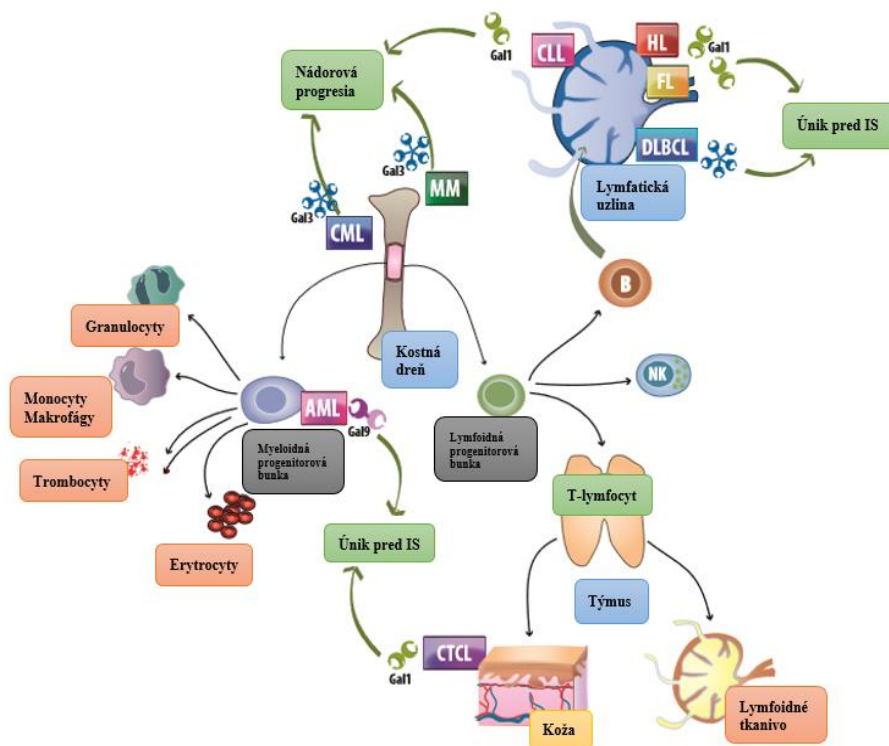 Gal1
CLL
HL
Gal1
FL
DLBCL
Lymfatická
uzlina
Únik pred IS
Nádorová
progresia
Gal3
MM
Gal3
CML
Kostná
dreň
B
NK
Granulocyty
Monocyty
Makrofágy
Trombocyty
Erytrocyty
AML
Gal9
Myeloidná
progenitorová
bunka
Lymfoidná
progenitorová
bunka
T-lymfocyt
Týmus
Únik pred IS
Gal1
CTCL
Koža
Lymfoidné
tkanivo